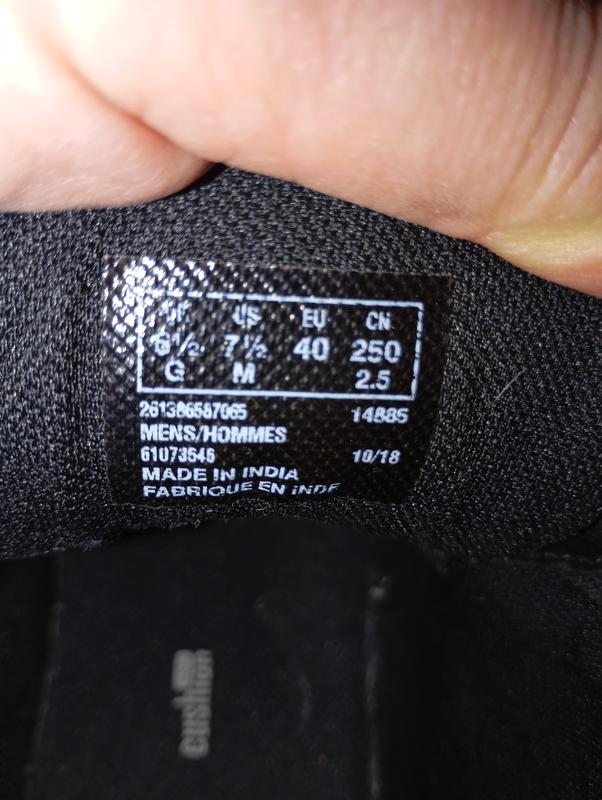 UK US EU CN
6½ 7½ 40 250
G M 2.5
261386587065 14885
MENS/HOMMES
61073546 10/18
MADE IN INDIA
FABRIQUE EN INDE
cushion